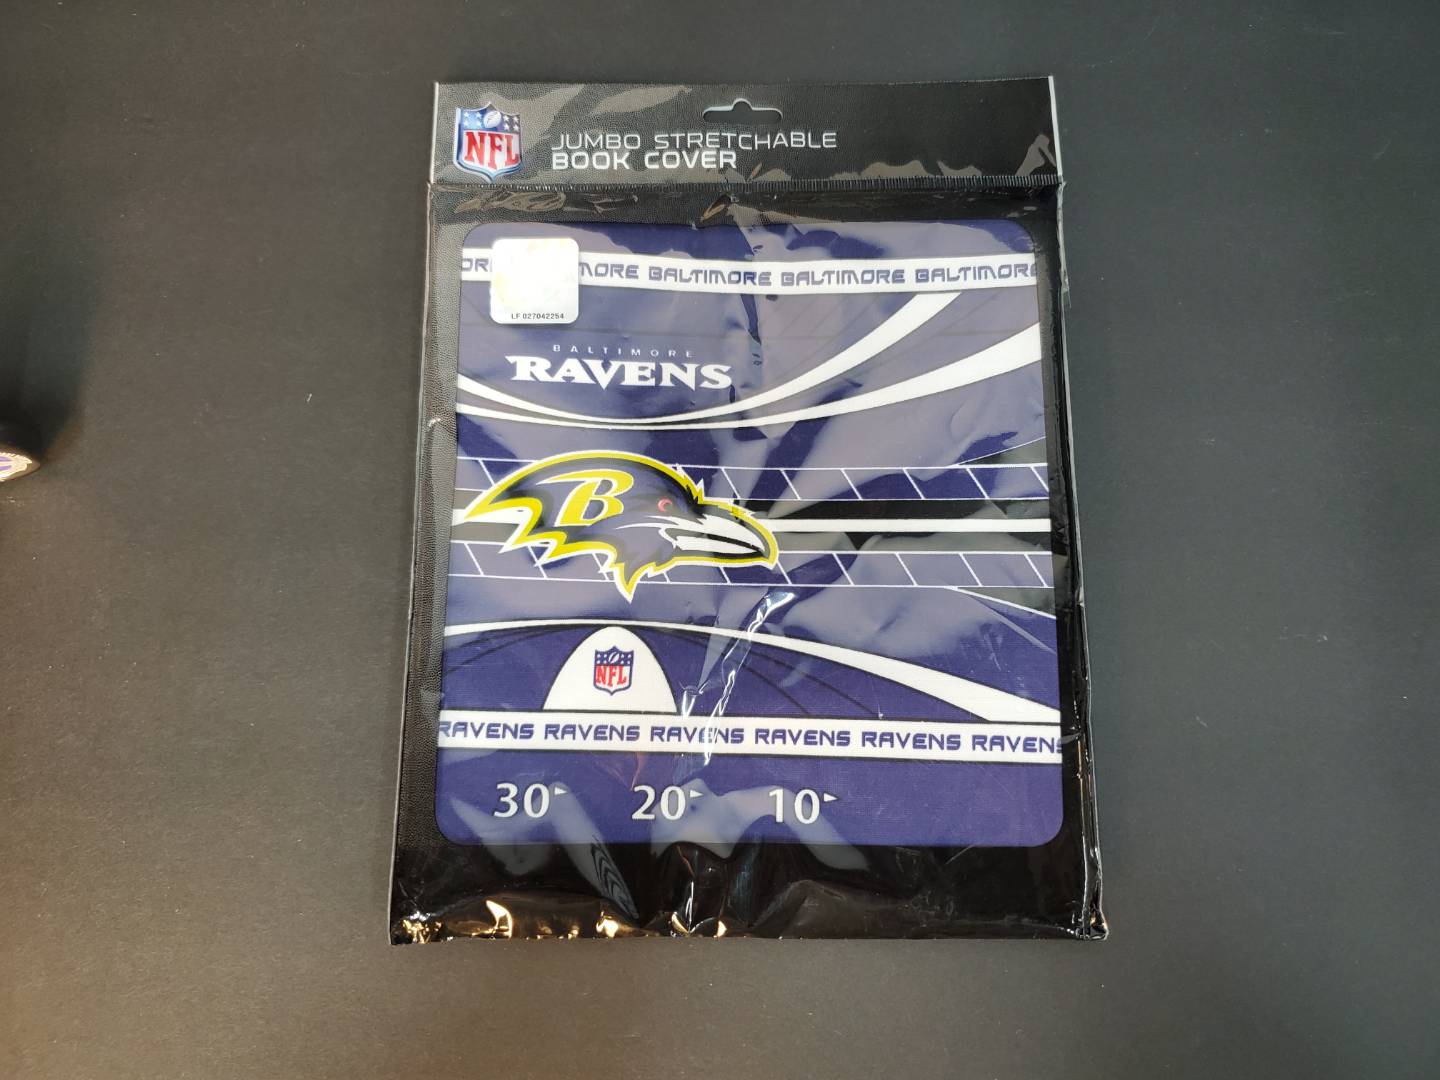 NFL
JUMBO STRETCHABLE
BOOK COVER
MORE BALTIMORE BALTIMORE BALTIMORE
LF 027042254
BALTIMORE
RAVENS
B
NFL
RAVENS RAVENS RAVENS RAVENS RAVENS RAVENS
30 20 10